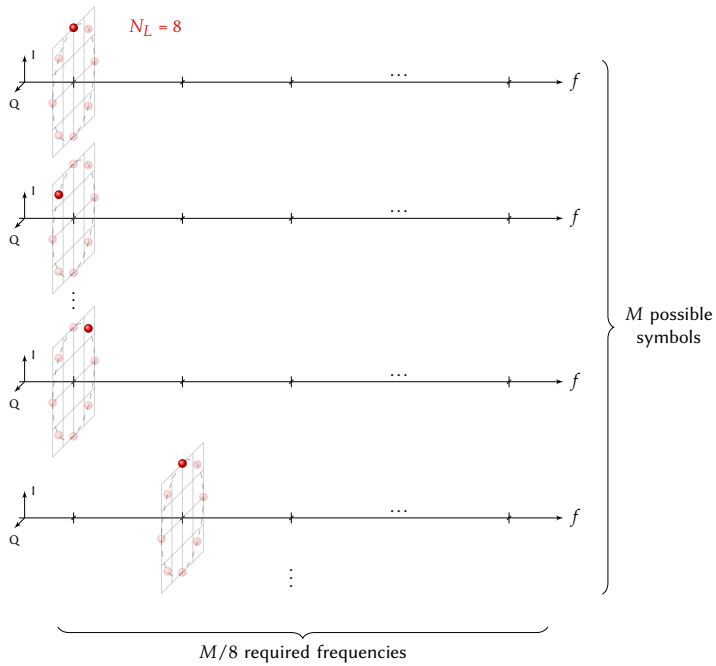 N_L = 8
I
Q
...
f
I
Q
...
f
⋮
I
Q
...
f
M possible
symbols
I
Q
...
f
⋮
M/8 required frequencies